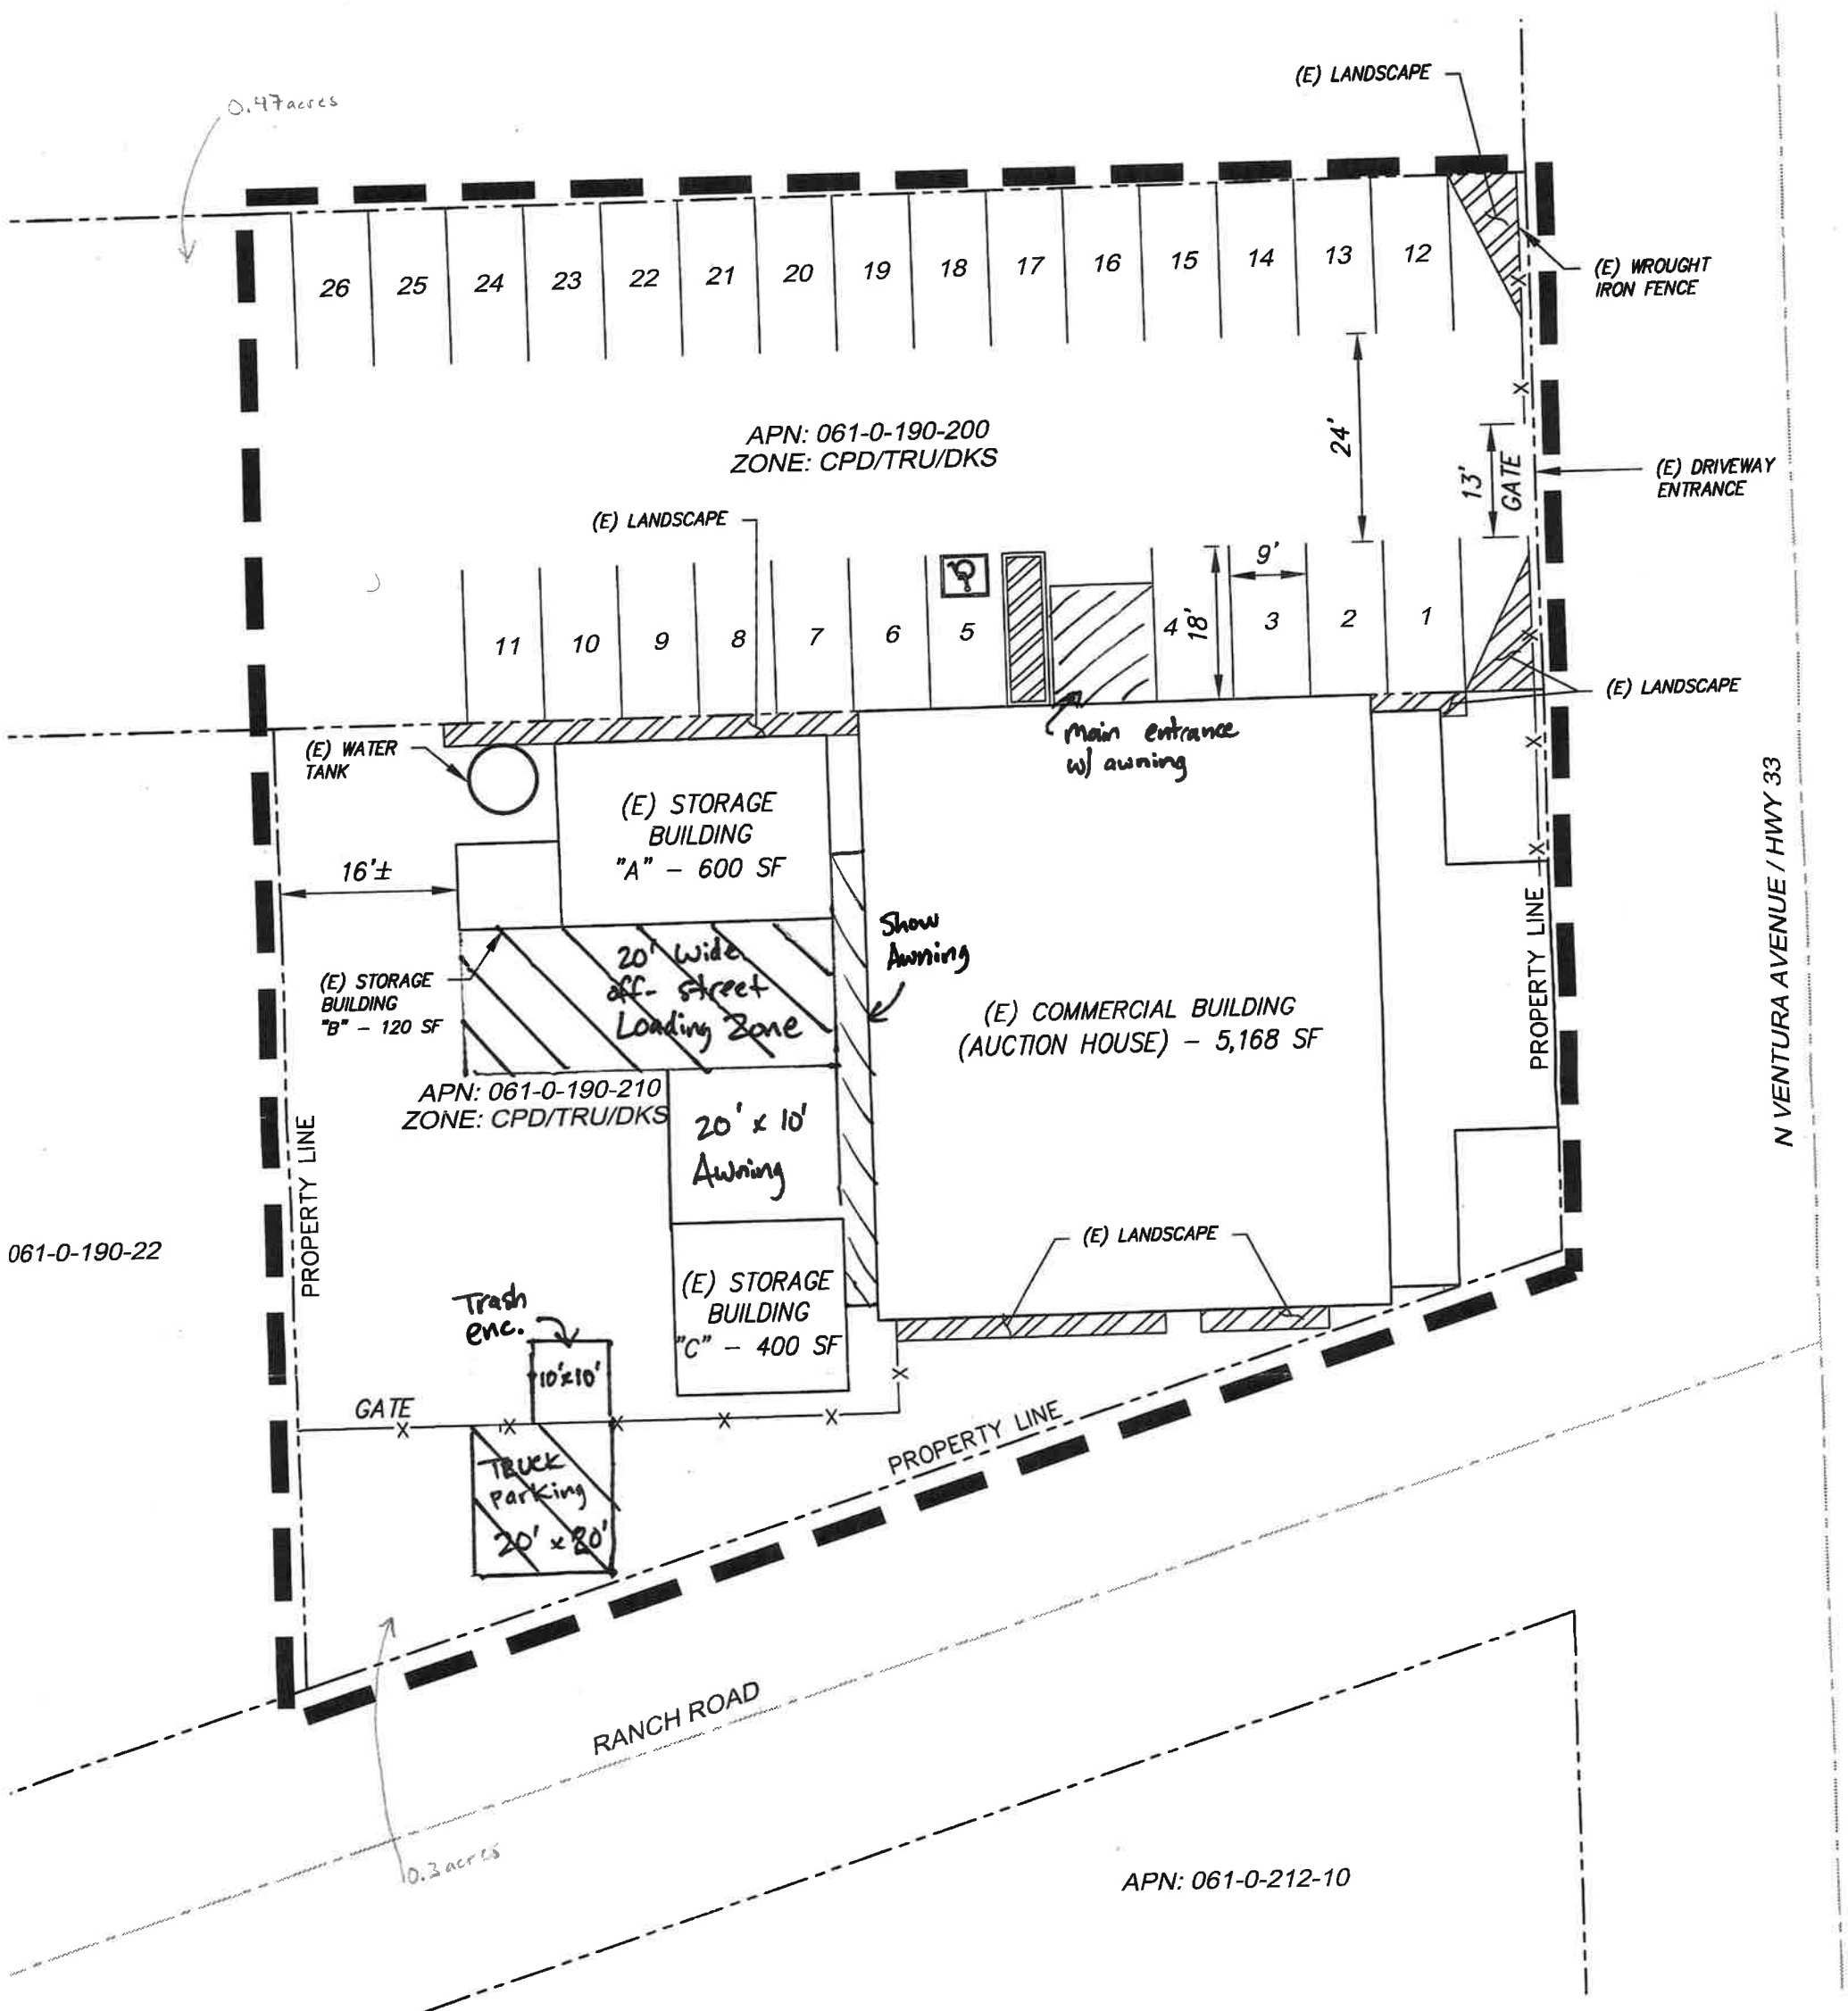 (E) LANDSCAPE
0.47 acres
26
25
24
23
22
21
20
19
18
17
16
15
14
13
12
(E) WROUGHT
IRON FENCE
APN: 061-0-190-200
ZONE: CPD/TRU/DKS
24'
13'
GATE
(E) DRIVEWAY
ENTRANCE
(E) LANDSCAPE
11
10
9
8
7
6
5
4
18'
9'
3
2
1
(E) LANDSCAPE
Main entrance
w/ awning
(E) WATER
TANK
(E) STORAGE
BUILDING
"A" – 600 SF
16'±
N VENTURA AVENUE / HWY 33
PROPERTY LINE
Show
Awning
20' Wide
off- street
Loading Zone
(E) STORAGE
BUILDING
"B" – 120 SF
(E) COMMERCIAL BUILDING
(AUCTION HOUSE) – 5,168 SF
APN: 061-0-190-210
ZONE: CPD/TRU/DKS
20' x 10'
Awning
PROPERTY LINE
061-0-190-22
(E) LANDSCAPE
(E) STORAGE
BUILDING
"C" – 400 SF
Trash
enc.
10'x10'
GATE
TRUCK
Parking
20' x 20'
PROPERTY LINE
RANCH ROAD
0.3 acres
APN: 061-0-212-10